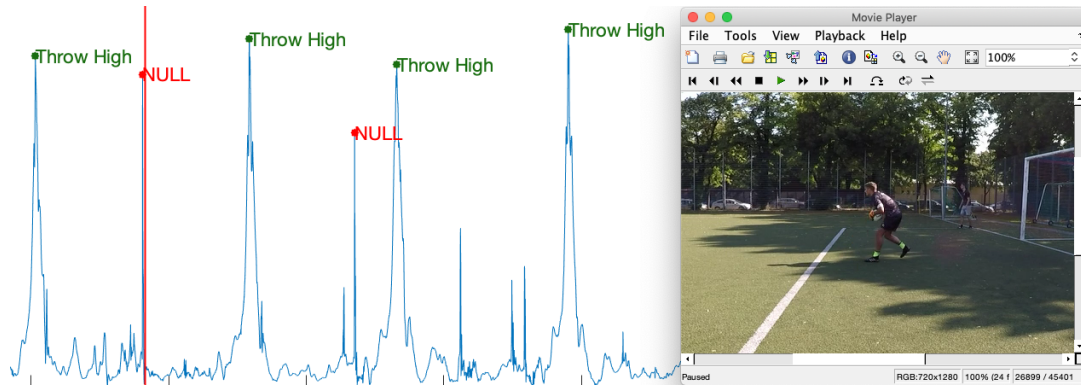 Throw High
NULL
Throw High
NULL
Throw High
Throw High
Movie Player
File Tools View Playback Help
100%
Paused
RGB:720x1280 100% (24 f 26899 / 45401